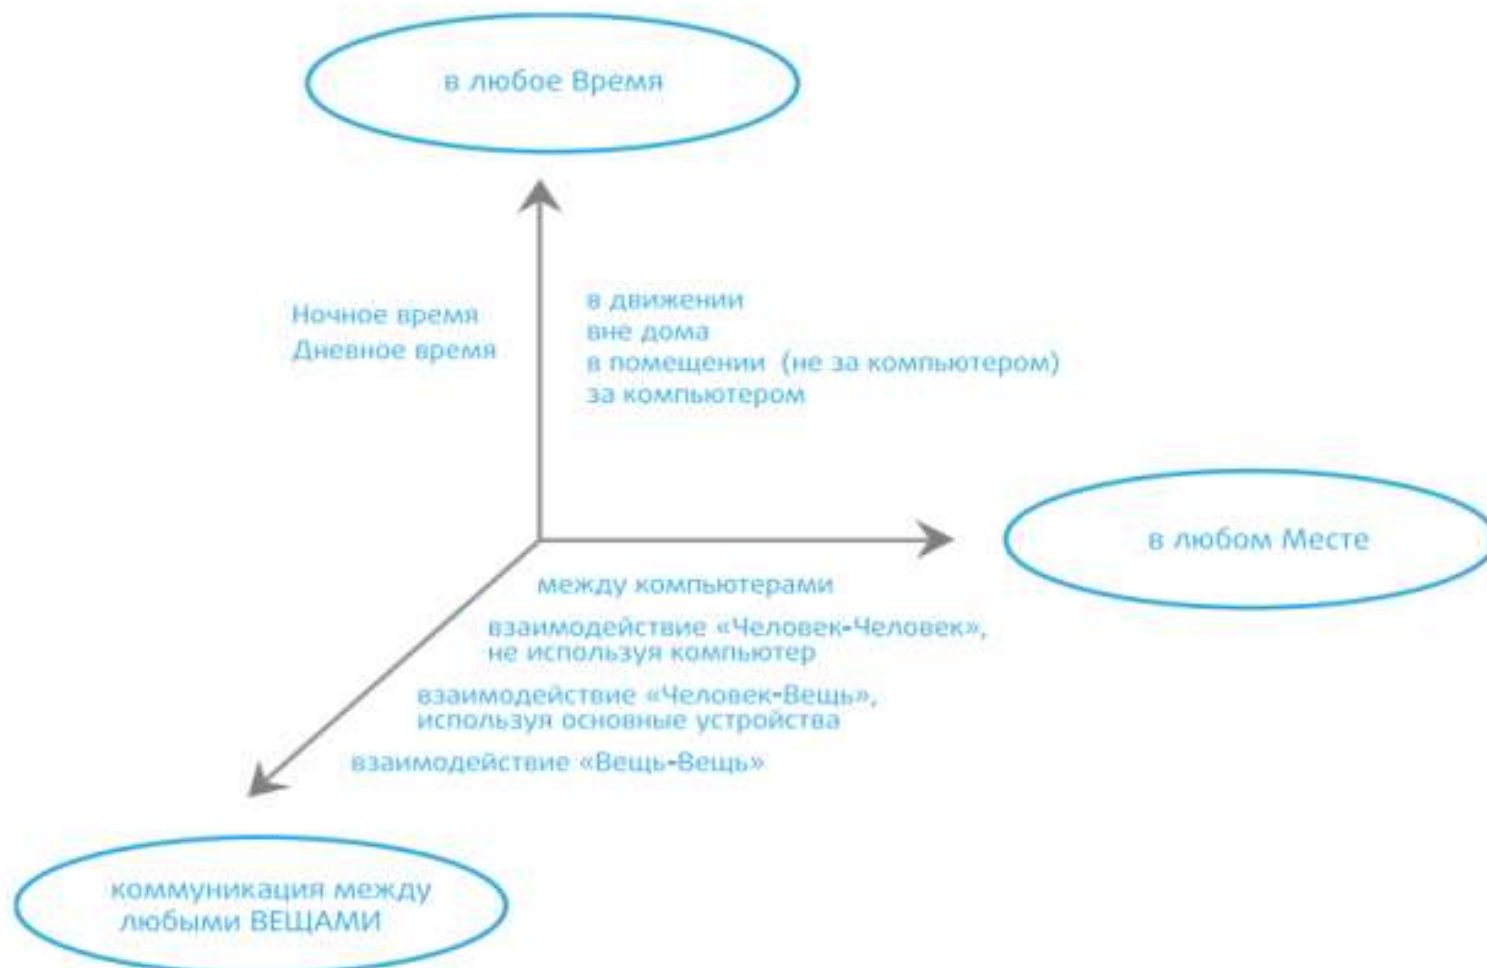 в любое Время
Ночное время
Дневное время
в движении
вне дома
в помещении (не за компьютером)
за компьютером
в любом Месте
между компьютерами
взаимодействие «Человек-Человек»,
не используя компьютер
взаимодействие «Человек-Вещь»,
используя основные устройства
взаимодействие «Вещь-Вещь»
коммуникация между
любыми ВЕЩАМИ